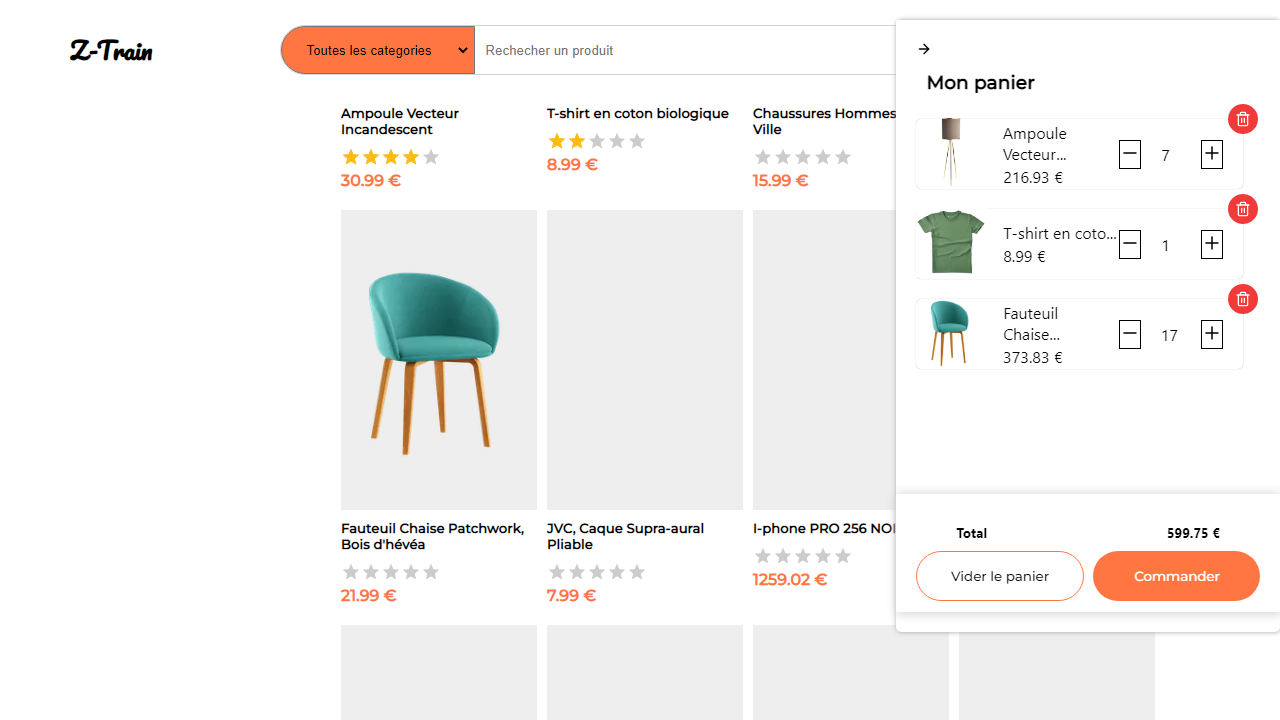 Z-Train
Toutes les categories
Rechecher un produit
Mon panier
Ampoule
Vecteur...
216.93 €
7
T-shirt en coto...
8.99 €
1
Fauteuil
Chaise...
373.83 €
17
Total
599.75 €
Vider le panier
Commander
Ampoule Vecteur
Incandescent
30.99 €
T-shirt en coton biologique
8.99 €
Chaussures Hommes
Ville
15.99 €
Fauteuil Chaise Patchwork,
Bois d'hévéa
21.99 €
JVC, Caque Supra-aural
Pliable
7.99 €
I-phone PRO 256 NOI
1259.02 €